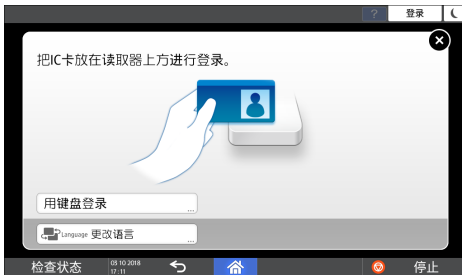 ? 登录
把IC卡放在读取器上方进行登录。
用键盘登录
...
Language 更改语言
...
检查状态 03 10 2018 17:11 停止